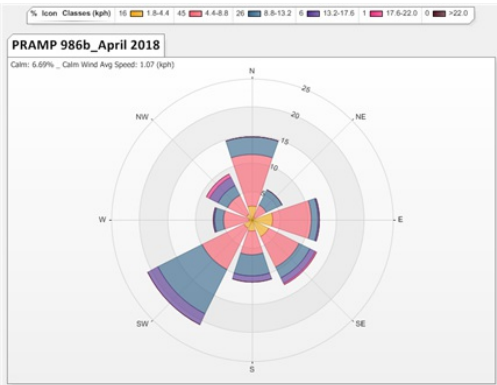 % Icon Classes (kph) 16 1.8-4.4 45 4.4-8.8 26 8.8-13.2 6 13.2-17.6 1 17.6-22.0 0 >22.0
PRAMP 986b_April 2018
Calm: 6.69% _ Calm Wind Avg Speed: 1.07 (kph)
N
25
20
NW
NE
15
10
5
W
E
SW
SE
S